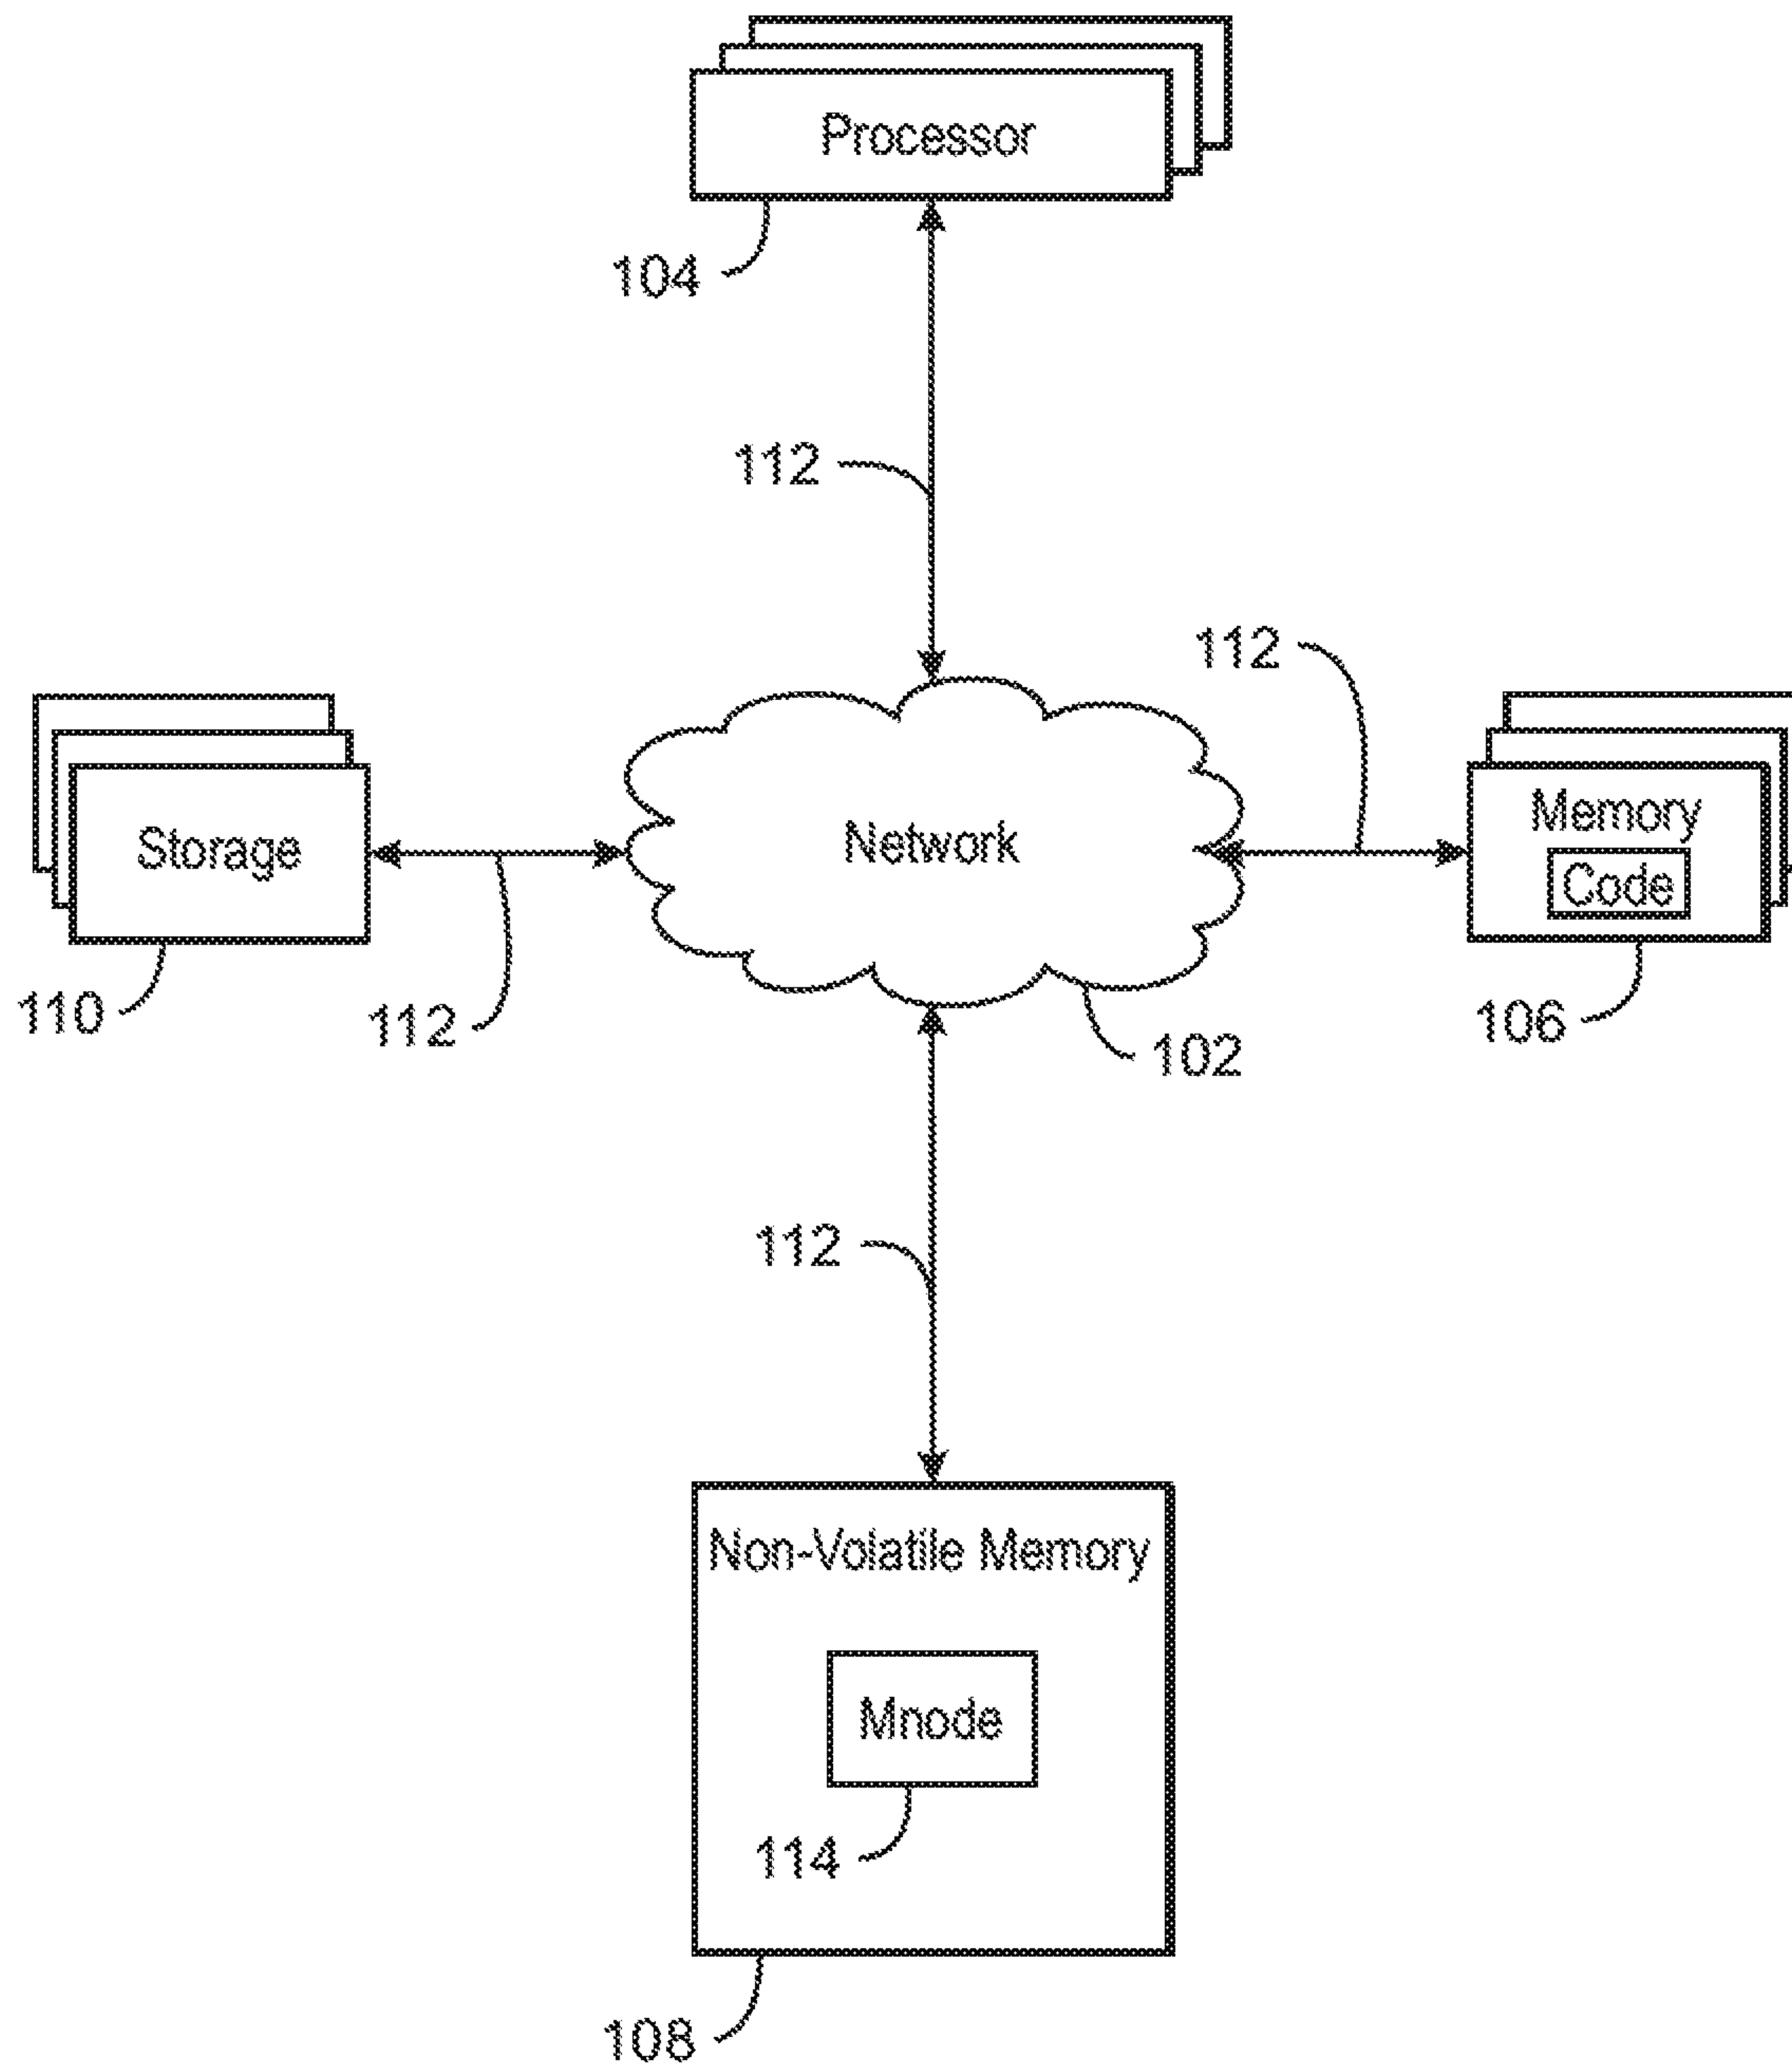 Processor
104
112
112
Storage
Network
Memory
Code
110
112
102
106
112
Non-Volatile Memory
Mnode
114
108